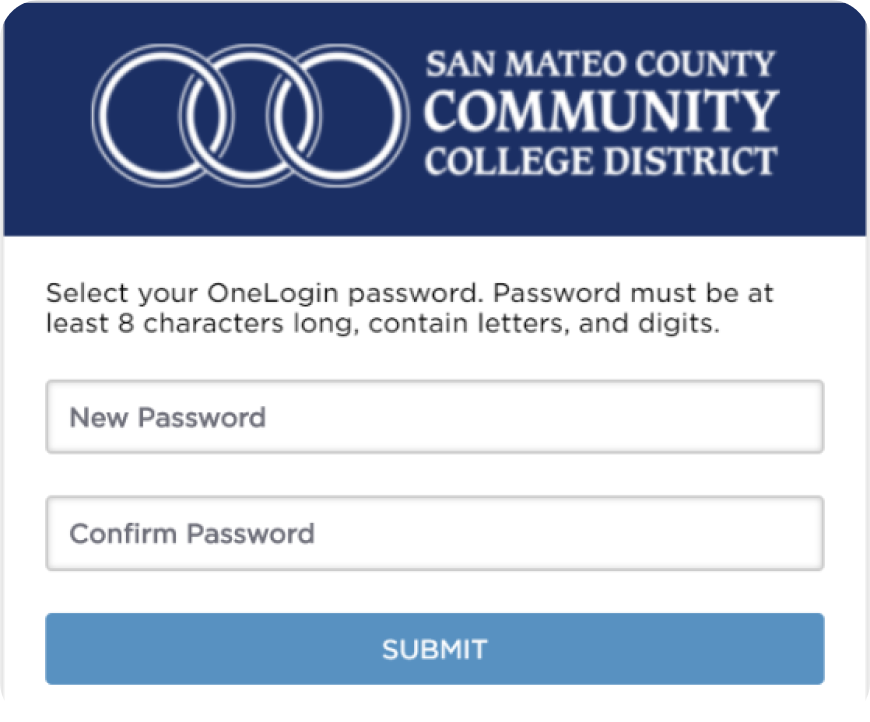 SAN MATEO COUNTY
COMMUNITY
COLLEGE DISTRICT
Select your OneLogin password. Password must be at
least 8 characters long, contain letters, and digits.
New Password
Confirm Password
SUBMIT